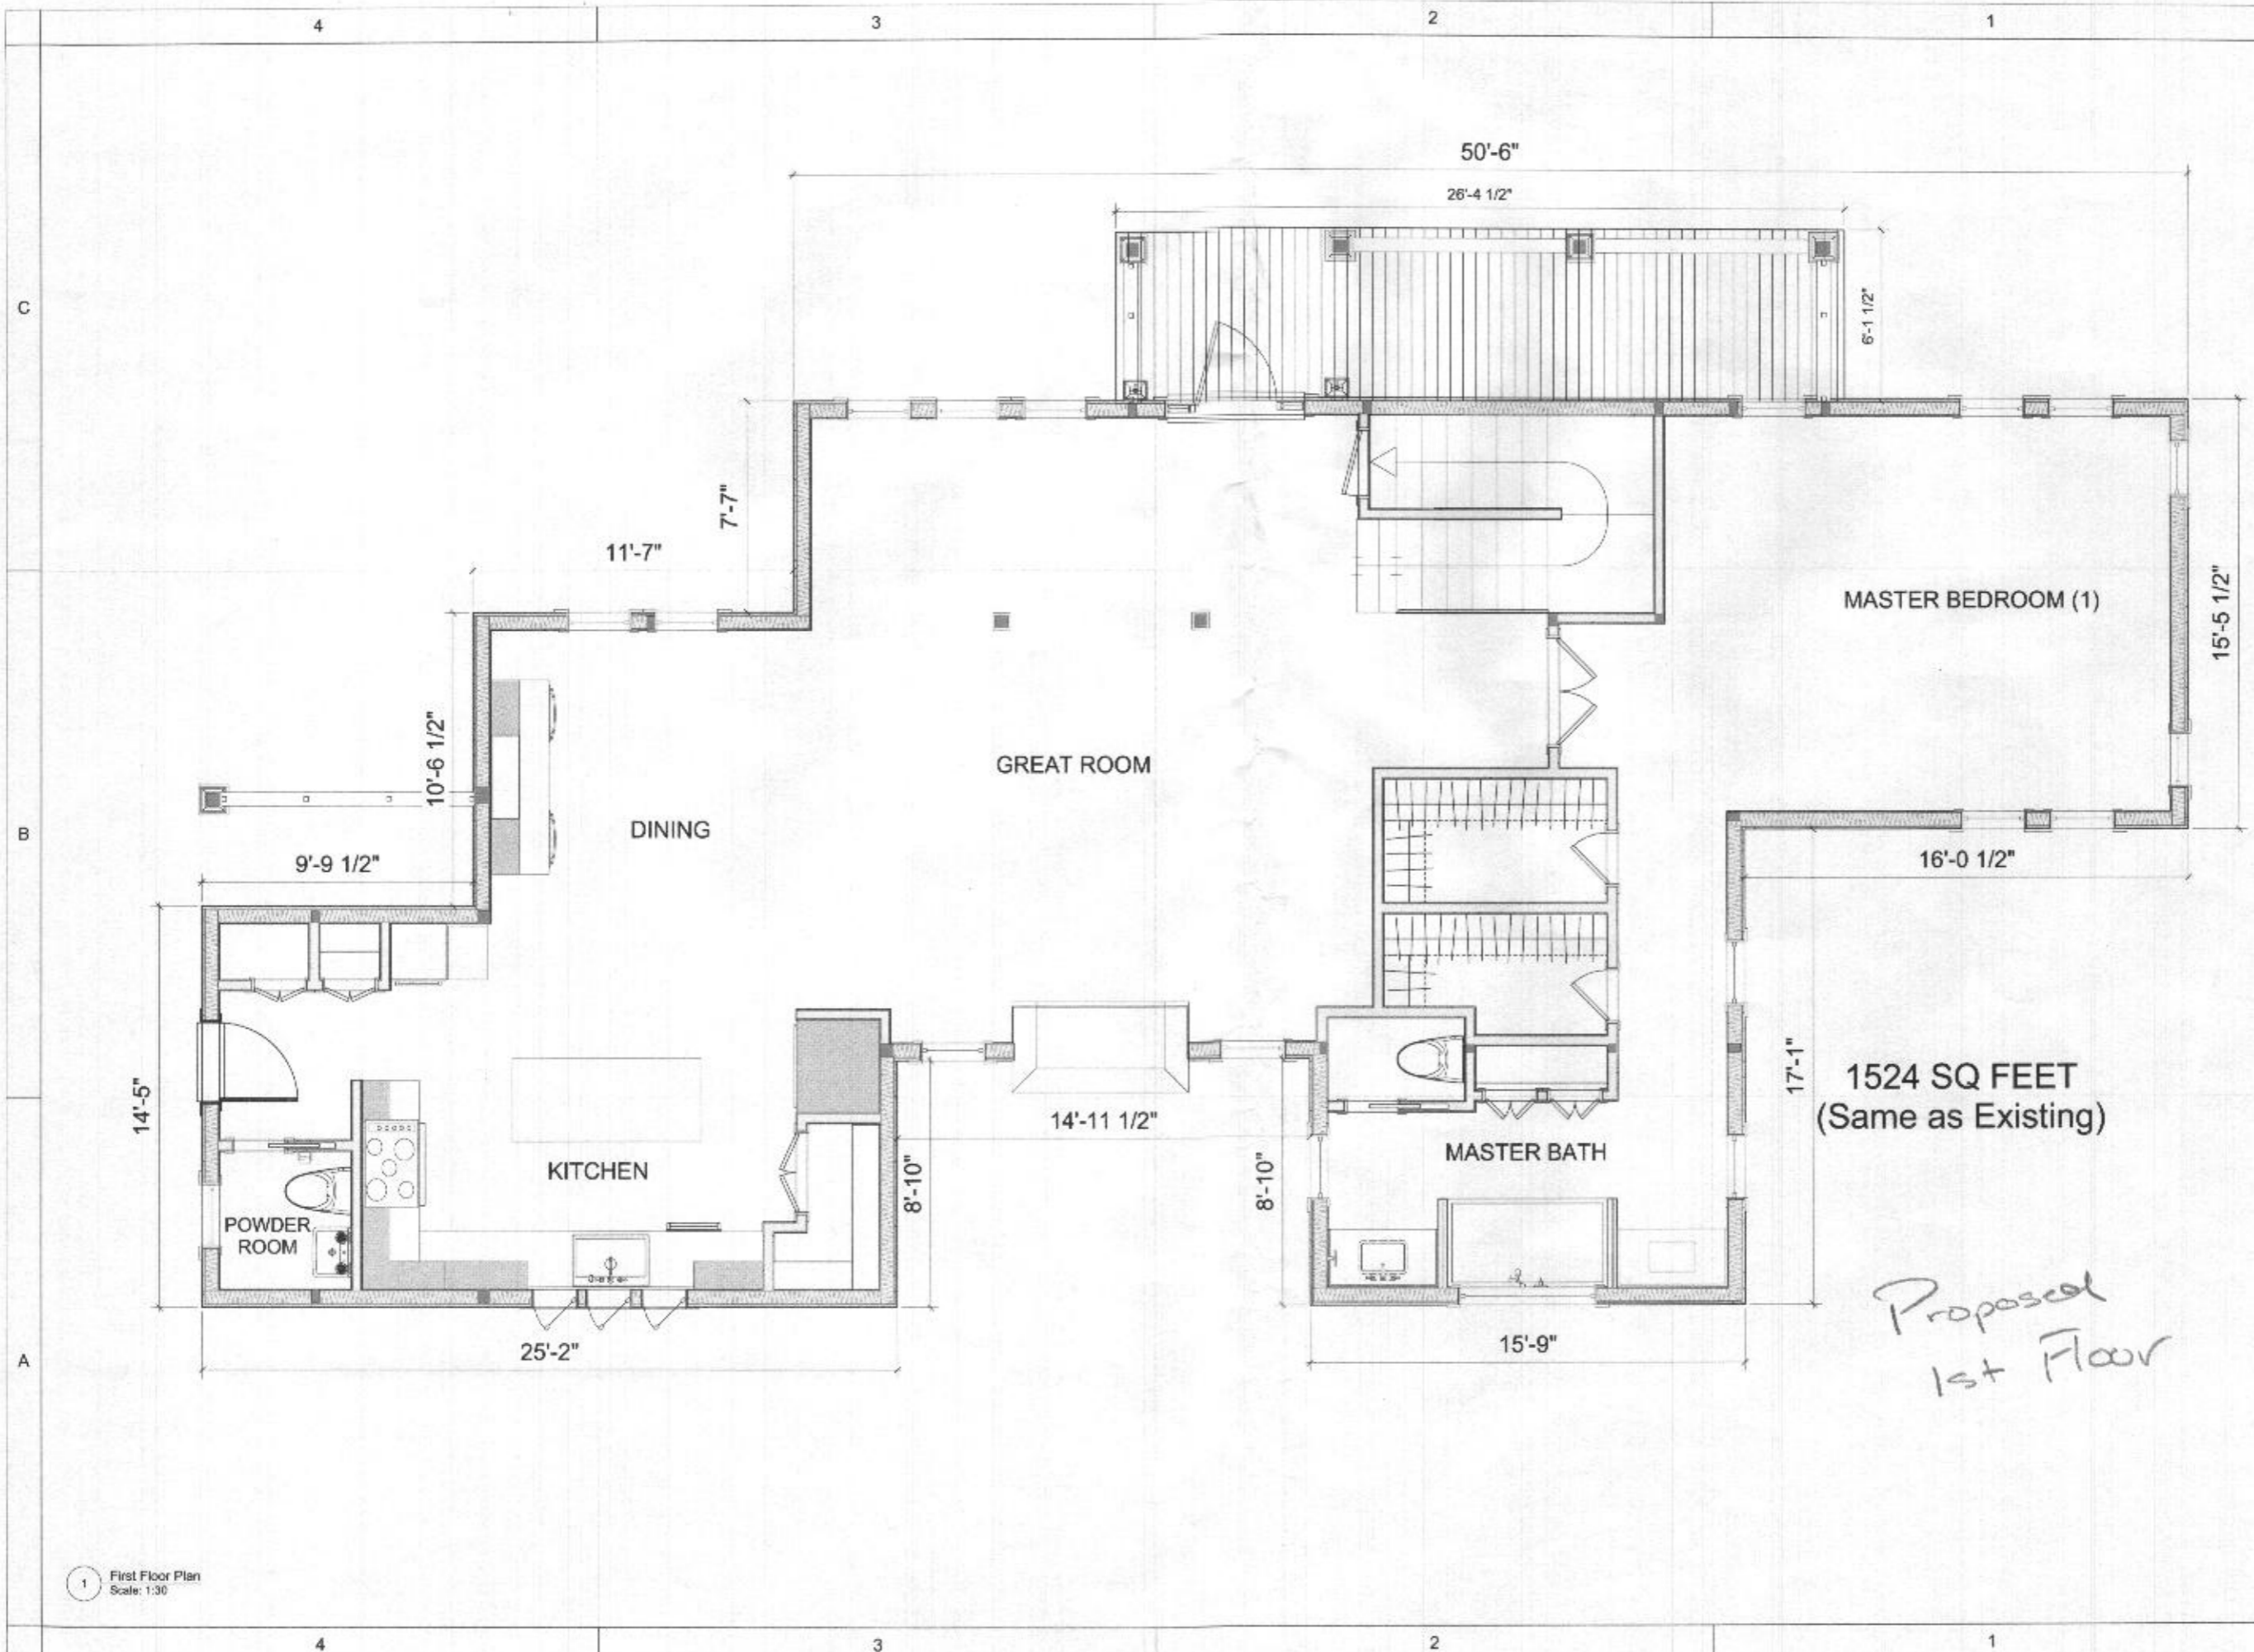 4 3 2 1
50'-6"
26'-4 1/2"
C
6'-1 1/2"
7'-7"
11'-7"
MASTER BEDROOM (1)
15'-5 1/2"
10'-6 1/2"
GREAT ROOM
B
DINING
9'-9 1/2"
16'-0 1/2"
14'-5"
17'-1"
1524 SQ FEET
(Same as Existing)
14'-11 1/2"
KITCHEN
MASTER BATH
8'-10"
8'-10"
POWDER
ROOM
Proposed
1st Floor
25'-2"
15'-9"
A
1
First Floor Plan
Scale: 1:30
4 3 2 1